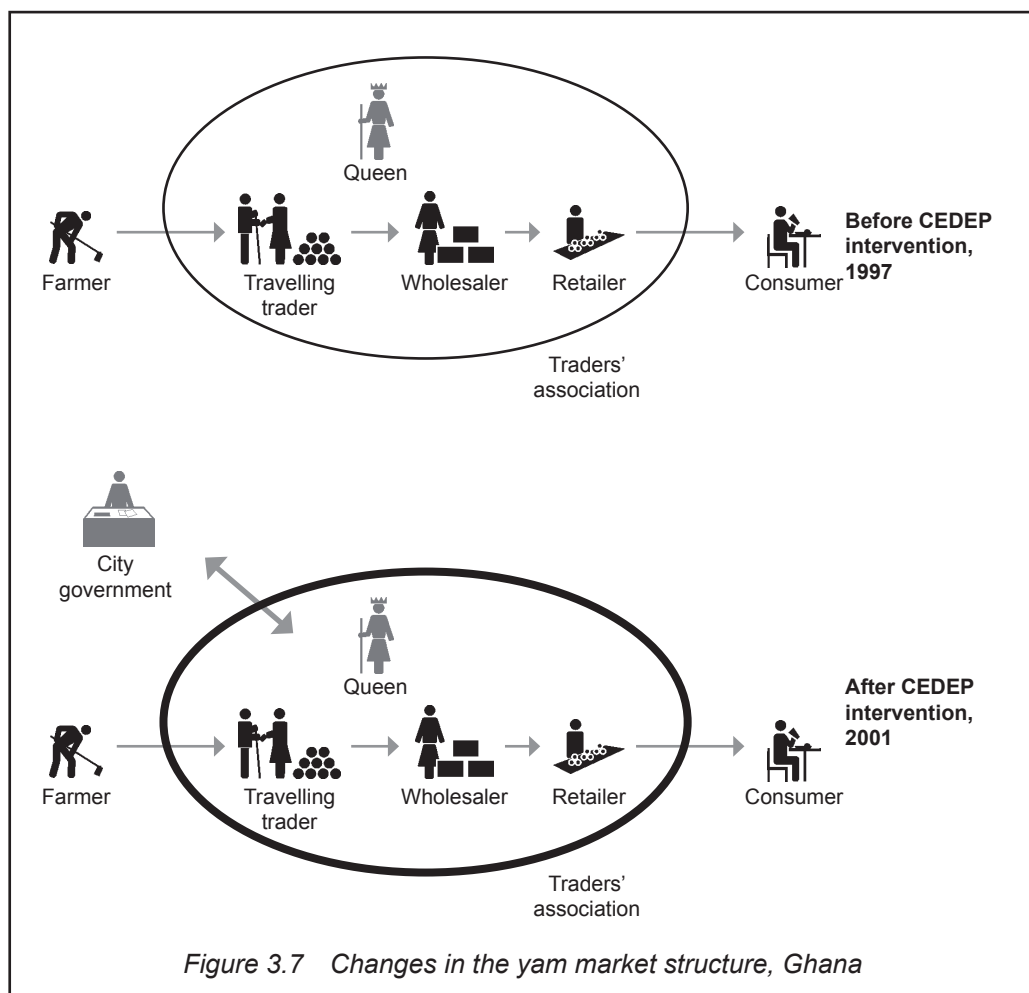 Queen
Farmer
Travelling
trader
Wholesaler
Retailer
Consumer
Before CEDEP
intervention,
1997
Traders'
association
City
government
Queen
Farmer
Travelling
trader
Wholesaler
Retailer
Consumer
After CEDEP
intervention,
2001
Traders'
association
Figure 3.7 Changes in the yam market structure, Ghana